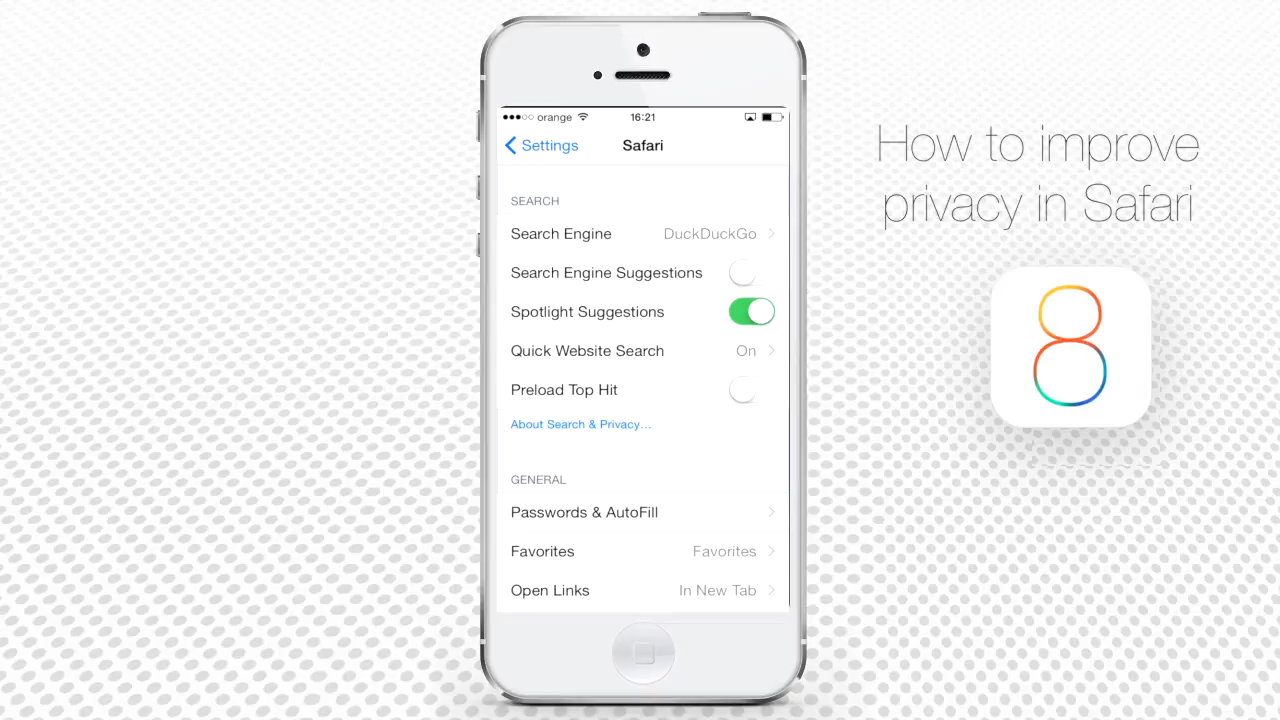 orange 16:21
Settings Safari
SEARCH
Search Engine DuckDuckGo
Search Engine Suggestions
Spotlight Suggestions
Quick Website Search On
Preload Top Hit
About Search & Privacy...
GENERAL
Passwords & AutoFill
Favorites Favorites
Open Links In New Tab
How to improve
privacy in Safari
8